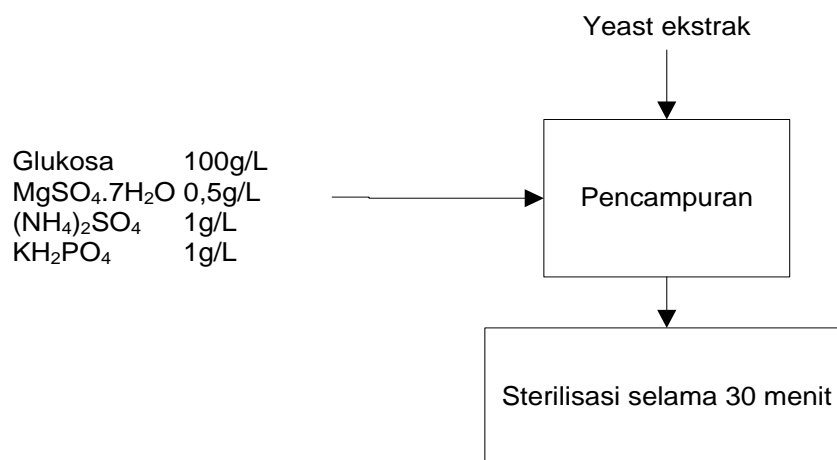 Yeast ekstrak
Glukosa 100g/L
MgSO₄.7H₂O 0,5g/L
(NH₄)₂SO₄ 1g/L
KH₂PO₄ 1g/L
Pencampuran
Sterilisasi selama 30 menit